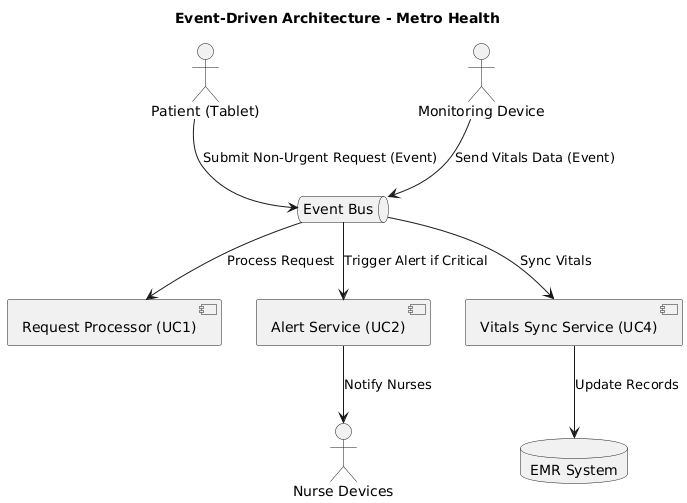 Event-Driven Architecture - Metro Health
Patient (Tablet)
Monitoring Device
Submit Non-Urgent Request (Event)
Send Vitals Data (Event)
Event Bus
Process Request
Trigger Alert if Critical
Sync Vitals
Request Processor (UC1)
Alert Service (UC2)
Vitals Sync Service (UC4)
Notify Nurses
Update Records
Nurse Devices
EMR System